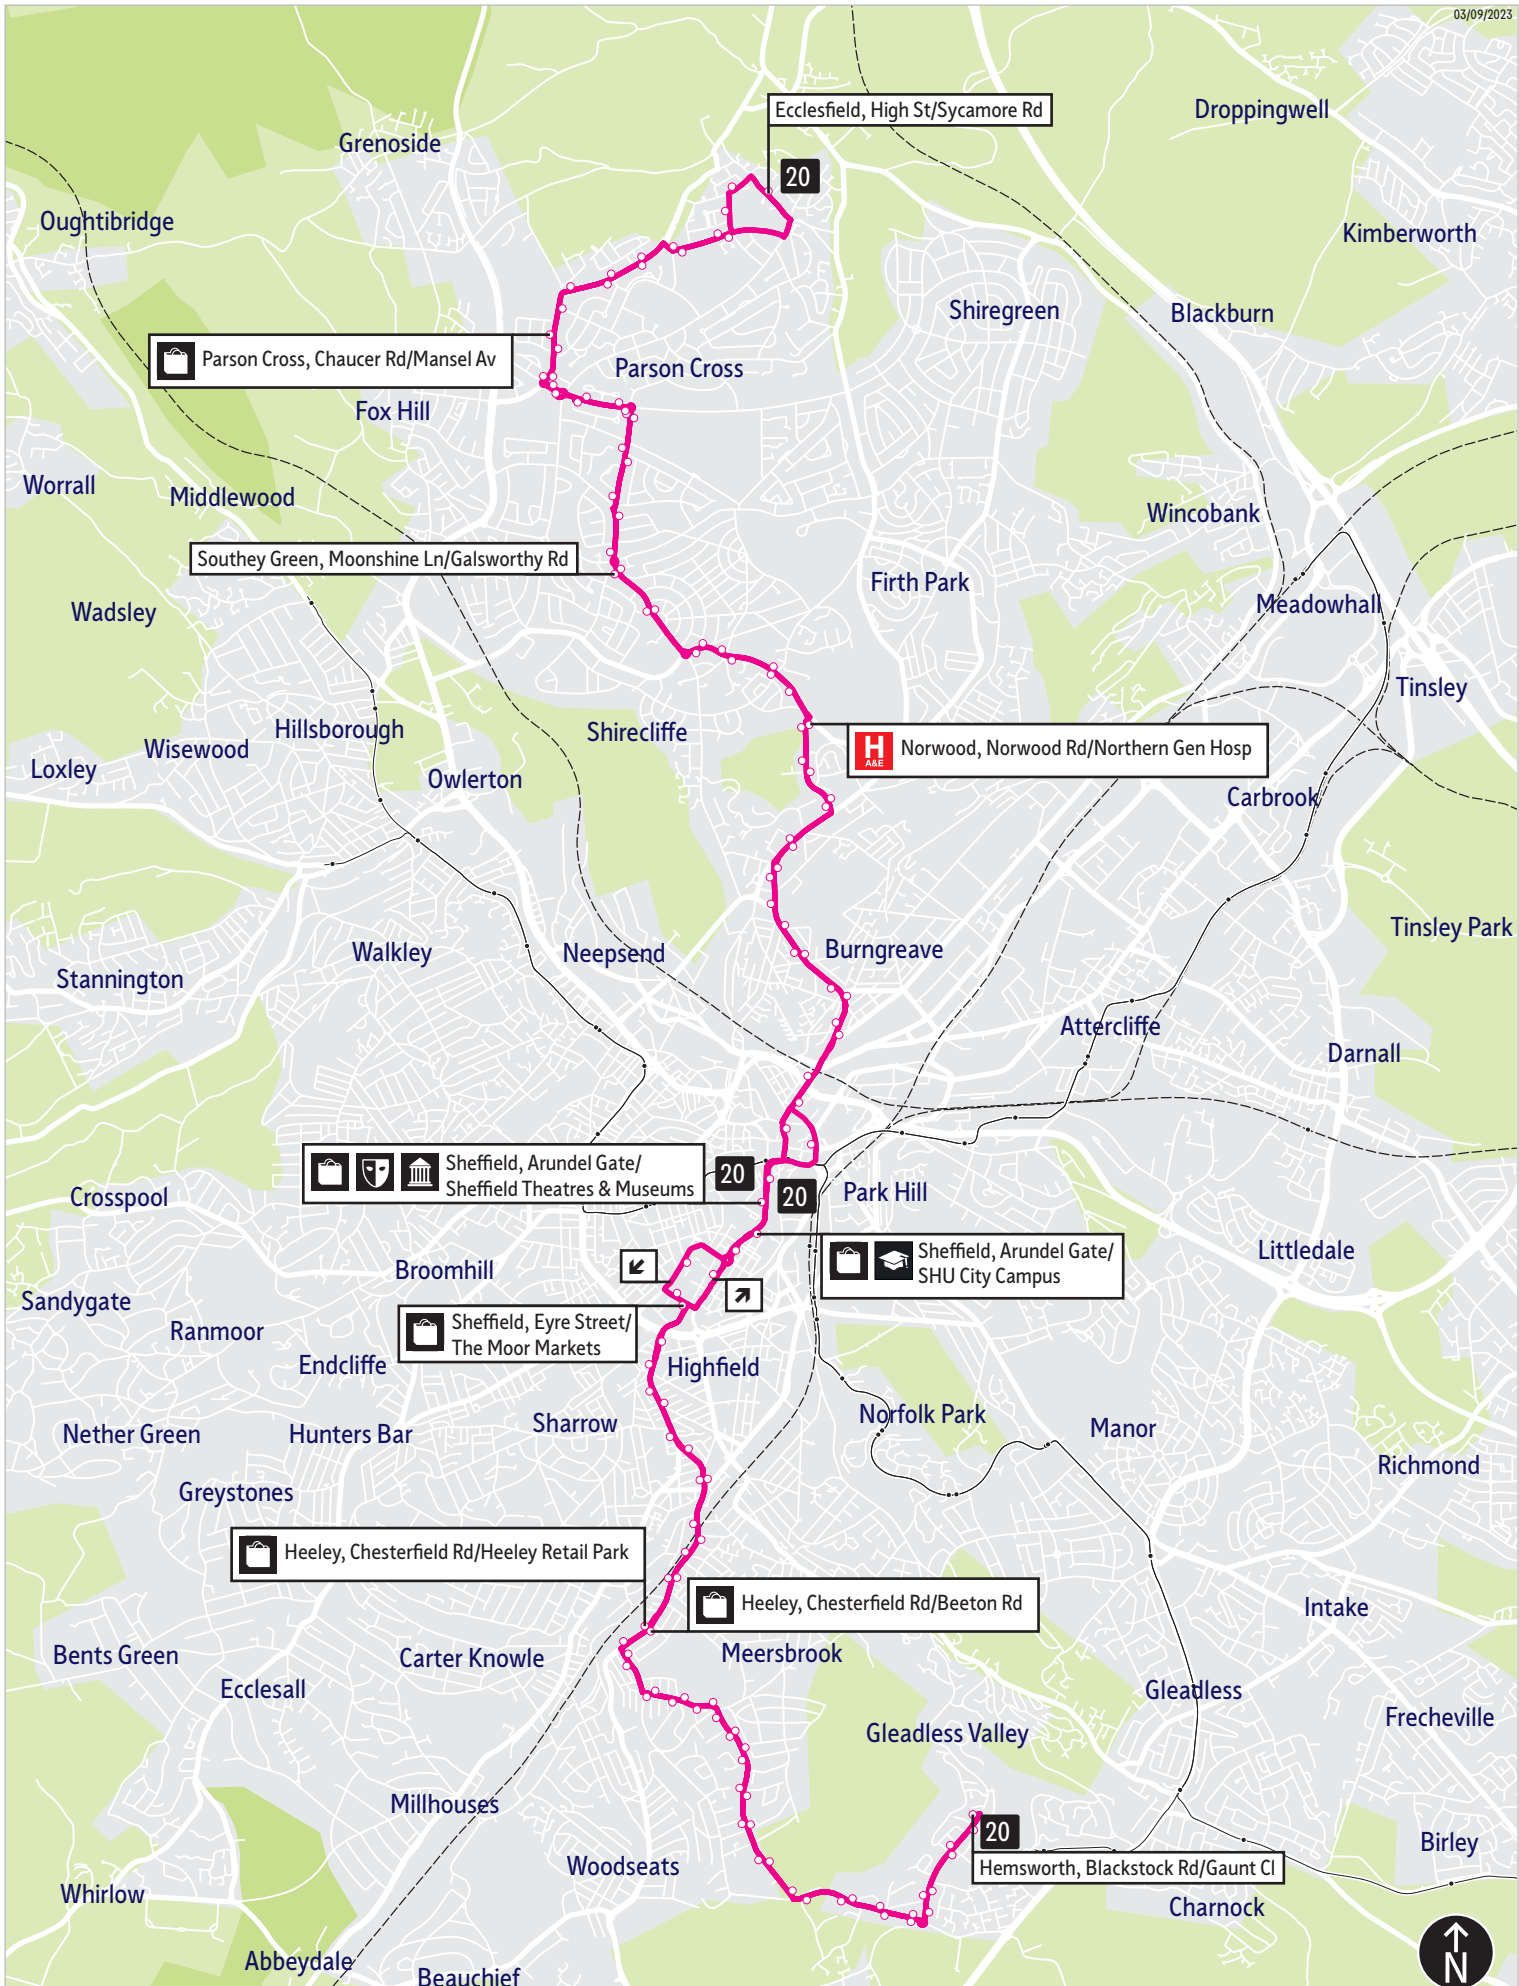 03/09/2023
Ecclesfield, High St/Sycamore Rd
Droppingwell
Grenoside
20
Oughtibridge
Kimberworth
Shiregreen
Blackburn
Parson Cross, Chaucer Rd/Mansel Av
Parson Cross
Fox Hill
Worrall
Middlewood
Wincobank
Southey Green, Moonshine Ln/Galsworthy Rd
Firth Park
Wadsley
Meadowhall
Tinsley
Hillsborough
Shirecliffe
Wisewood
H
A&E
Norwood, Norwood Rd/Northern Gen Hosp
Loxley
Owlerton
Carbrook
Tinsley Park
Walkley
Neepsend
Burngreave
Stannington
Attercliffe
Darnall
Sheffield, Arundel Gate/
Sheffield Theatres & Museums
20
20
Park Hill
Crosspool
Sheffield, Arundel Gate/
SHU City Campus
Littledale
Broomhill
Sandygate
Ranmoor
Sheffield, Eyre Street/
The Moor Markets
Endcliffe
Highfield
Norfolk Park
Manor
Nether Green
Hunters Bar
Sharrow
Richmond
Greystones
Heeley, Chesterfield Rd/Heeley Retail Park
Heeley, Chesterfield Rd/Beeton Rd
Intake
Bents Green
Carter Knowle
Meersbrook
Ecclesall
Gleadless
Frecheville
Gleadless Valley
Millhouses
20
Birley
Woodseats
Hemsworth, Blackstock Rd/Gaunt Cl
Whirlow
Charnock
Abbeydale
Beauchief
N